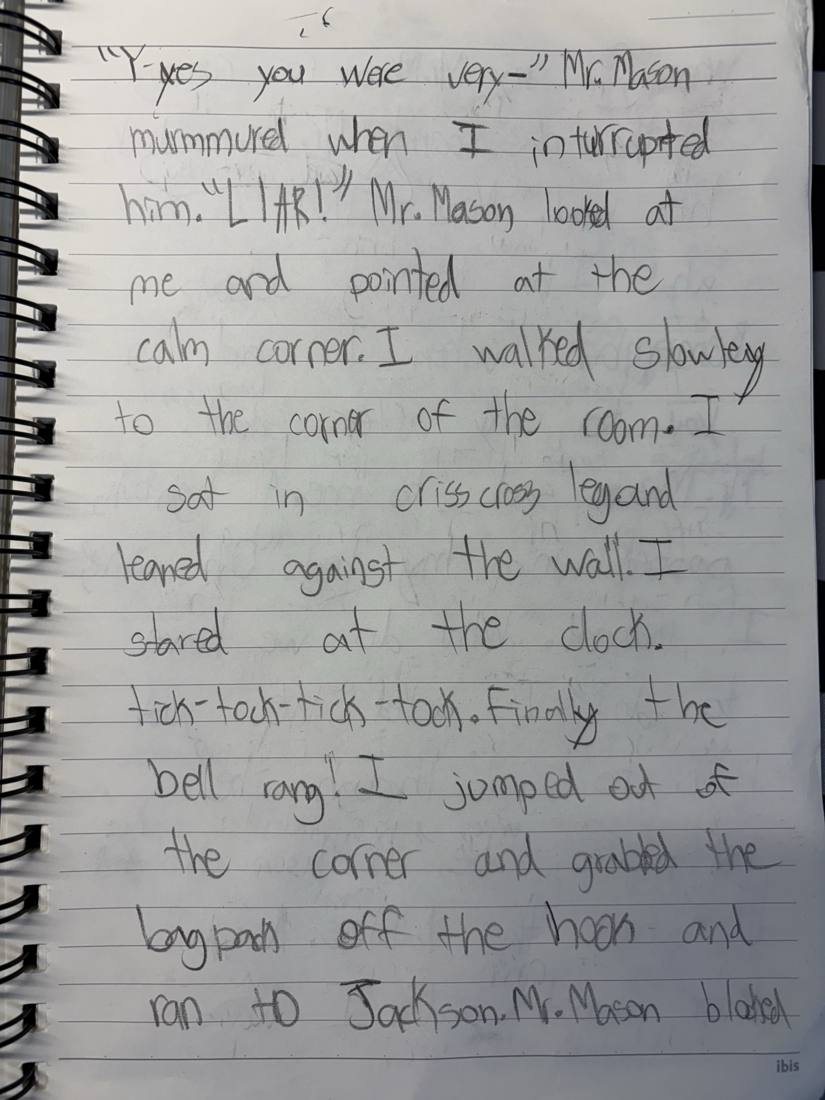 "Y-yes you were very-" Mr. Mason
murmmured when I inturrupted
him. "LIAR!" Mr. Mason looked at
me and pointed at the
calm corner. I walked slowley
to the corner of the room. I
sat in criss cross leg and
leaned against the wall. I
stared at the clock.
tick-tock-tick-tock. Finally the
bell rang! I jumped out of
the corner and grabbed the
bagpack off the hook and
ran to Jackson. Mr. Mason blocked
ibis